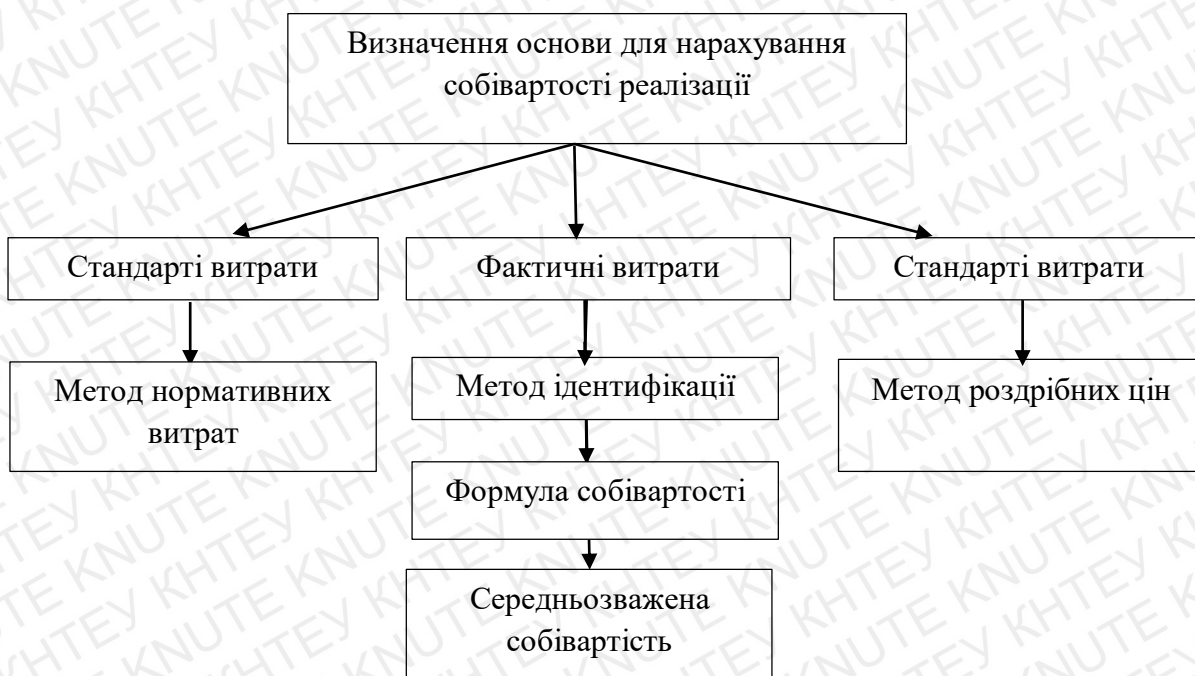 Визначення основи для нарахування
собівартості реалізації
Стандарті витрати
Фактичні витрати
Стандарті витрати
Метод нормативних
витрат
Метод ідентифікації
Метод роздрібних цін
Формула собівартості
Середньозважена
собівартість